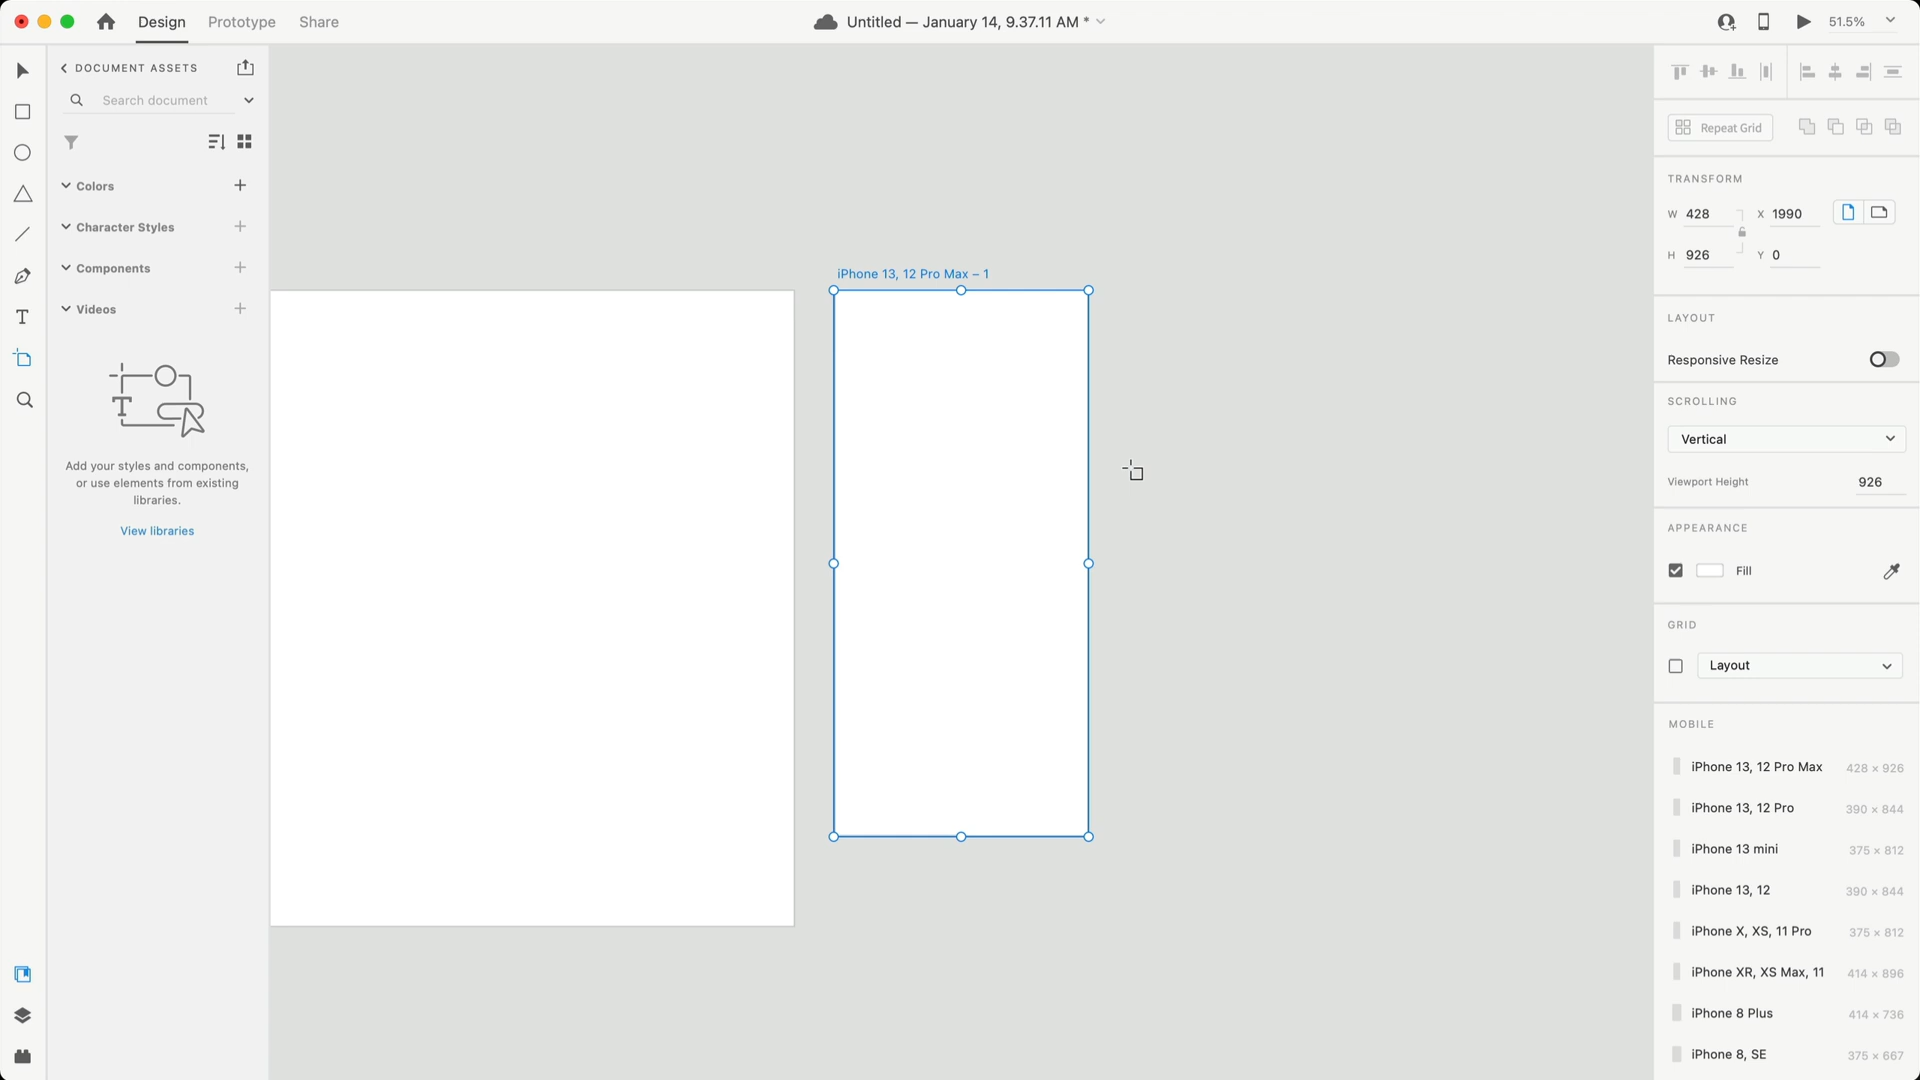 Design
Prototype
Share
Untitled — January 14, 9.37.11 AM *
51.5%
DOCUMENT ASSETS
Search document
Colors
Character Styles
Components
Videos
T
Add your styles and components,
or use elements from existing
libraries.
View libraries
iPhone 13, 12 Pro Max – 1
Repeat Grid
TRANSFORM
W 428 X 1990
H 926 Y 0
LAYOUT
Responsive Resize
SCROLLING
Vertical
Viewport Height 926
APPEARANCE
Fill
GRID
Layout
MOBILE
iPhone 13, 12 Pro Max 428 × 926
iPhone 13, 12 Pro 390 × 844
iPhone 13 mini 375 × 812
iPhone 13, 12 390 × 844
iPhone X, XS, 11 Pro 375 × 812
iPhone XR, XS Max, 11 414 × 896
iPhone 8 Plus 414 × 736
iPhone 8, SE 375 × 667